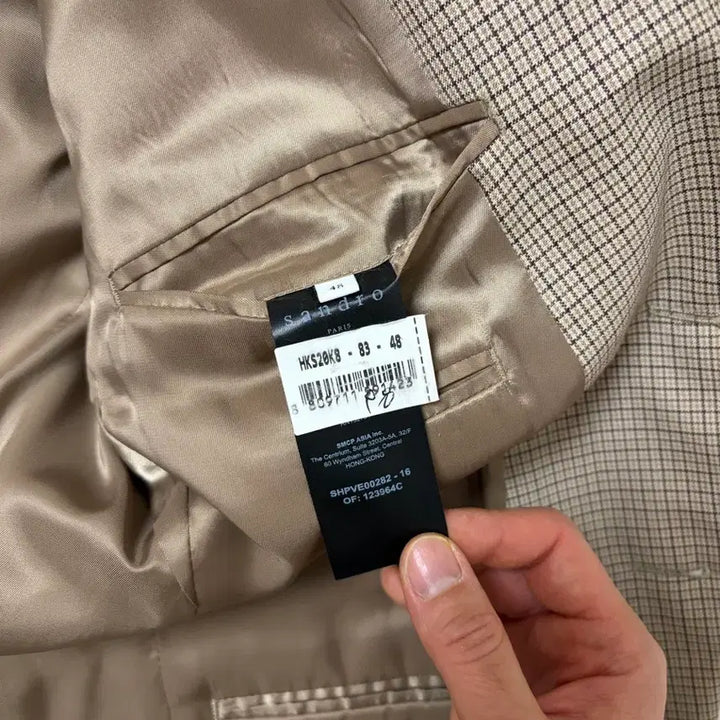 48
sandro
PARIS
HKS20K8 - 83 - 48
SMCP ASIA Inc.
The Centrium, Suite 3203A-5A, 32/F
60 Wyndham Street, Central
HONG-KONG
SHPVE00282 - 16
OF: 123964C